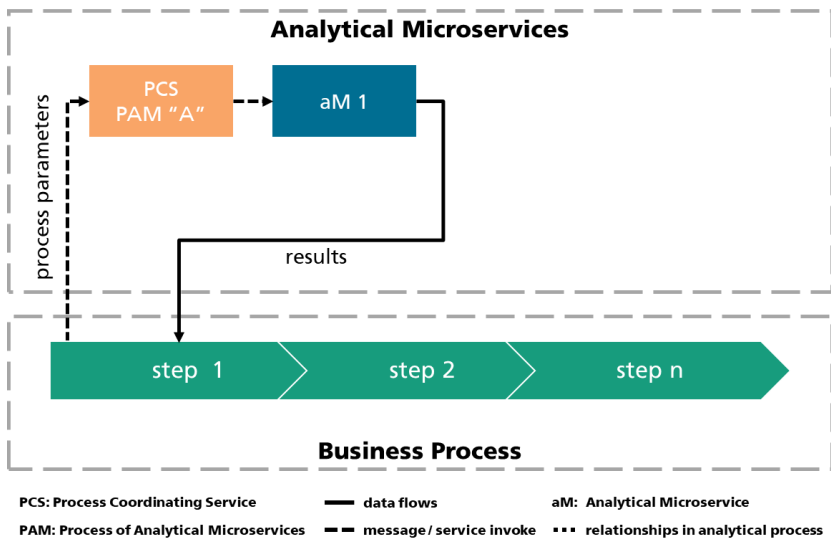 Analytical Microservices
PCS
PAM "A"
aM 1
process parameters
results
step 1
step 2
step n
Business Process
PCS: Process Coordinating Service
data flows
aM: Analytical Microservice
PAM: Process of Analytical Microservices
message / service invoke
relationships in analytical process